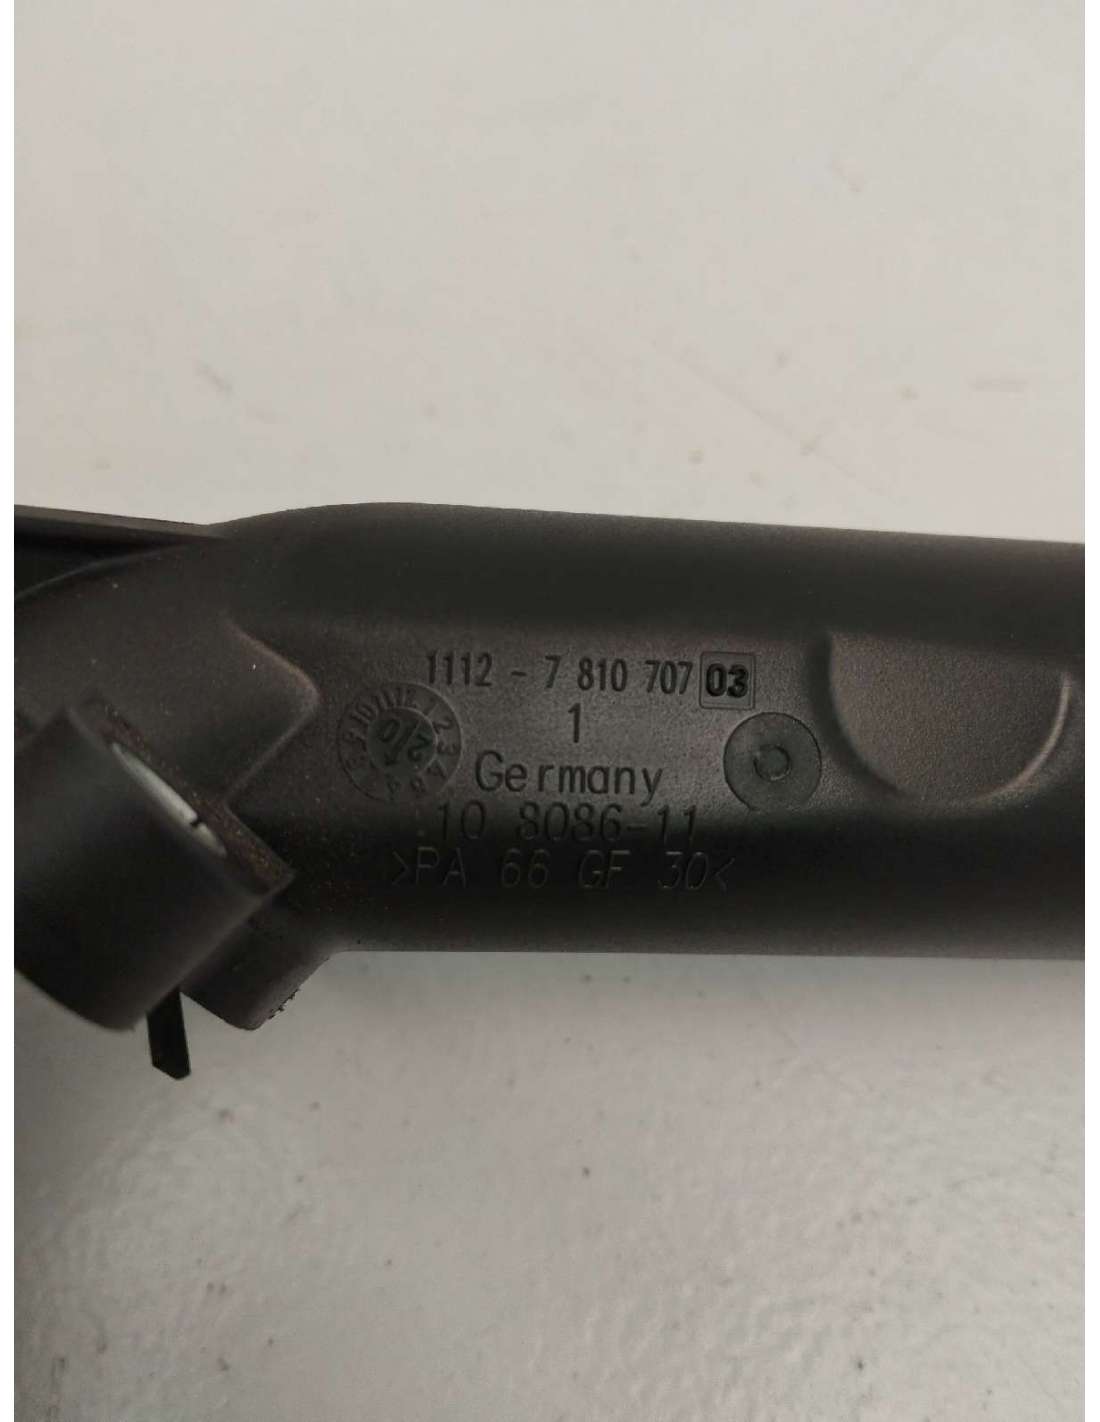 1112 - 7 810 707 03
1
Germany
10 8086-11
>PA 66 GF 30<